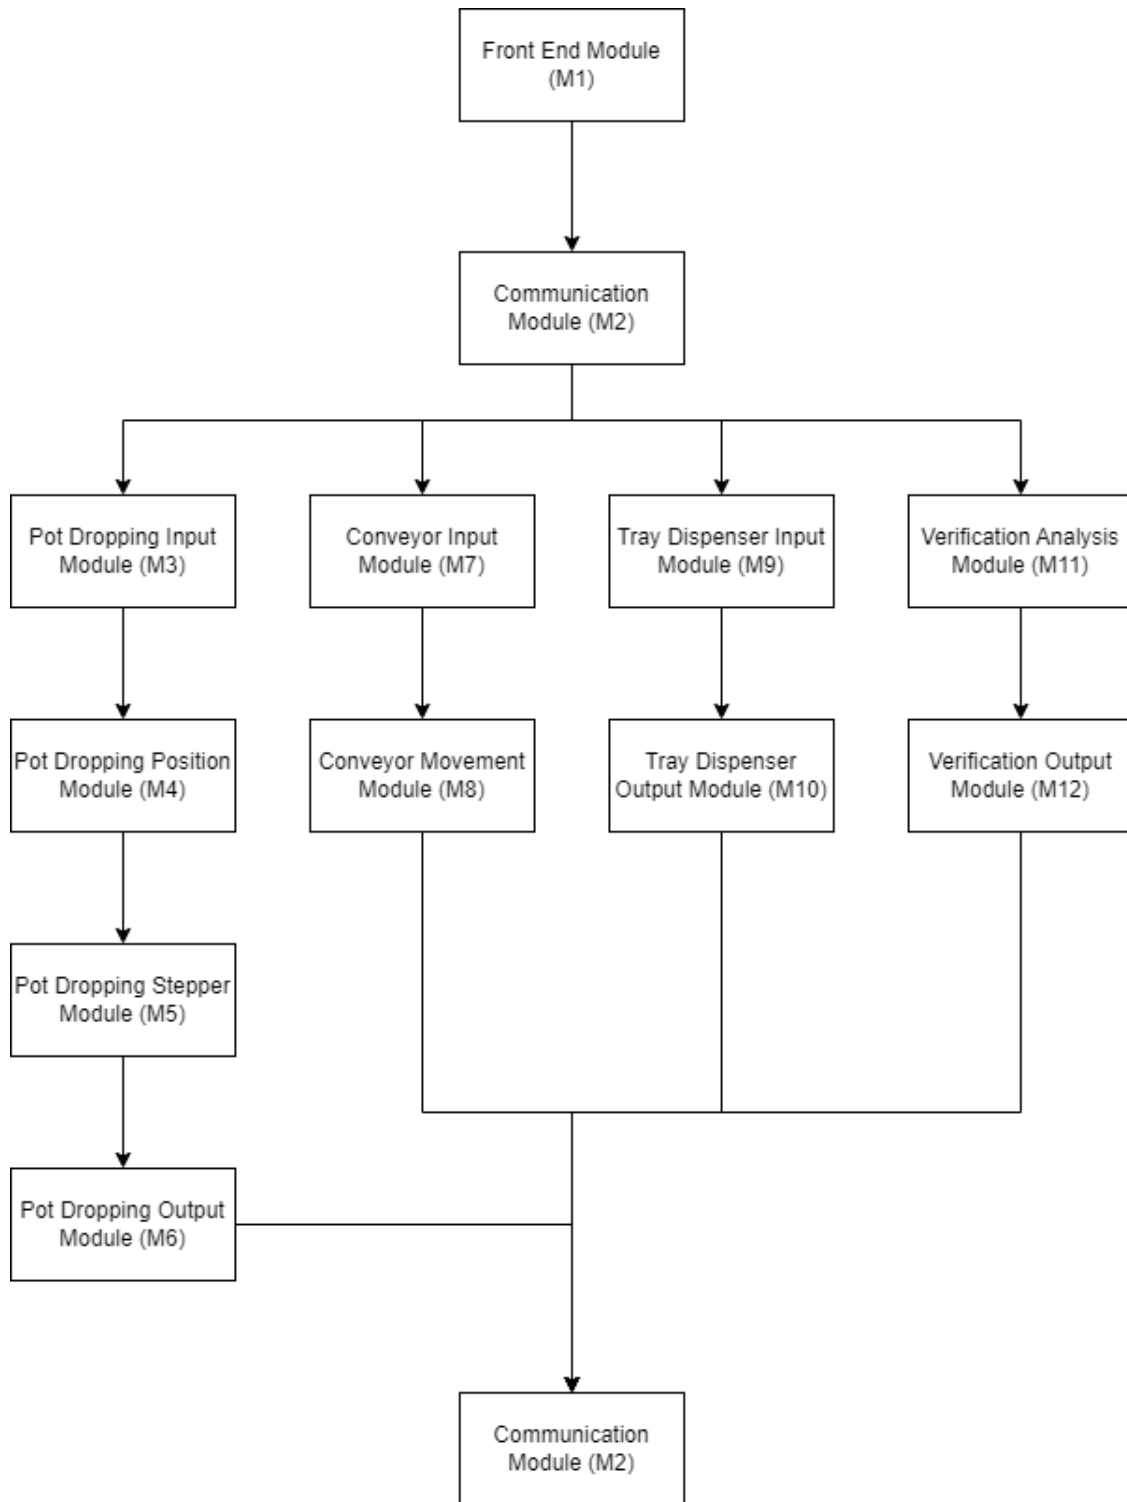 Front End Module
(M1)
Communication
Module (M2)
Pot Dropping Input
Module (M3)
Conveyor Input
Module (M7)
Tray Dispenser Input
Module (M9)
Verification Analysis
Module (M11)
Pot Dropping Position
Module (M4)
Conveyor Movement
Module (M8)
Tray Dispenser
Output Module (M10)
Verification Output
Module (M12)
Pot Dropping Stepper
Module (M5)
Pot Dropping Output
Module (M6)
Communication
Module (M2)